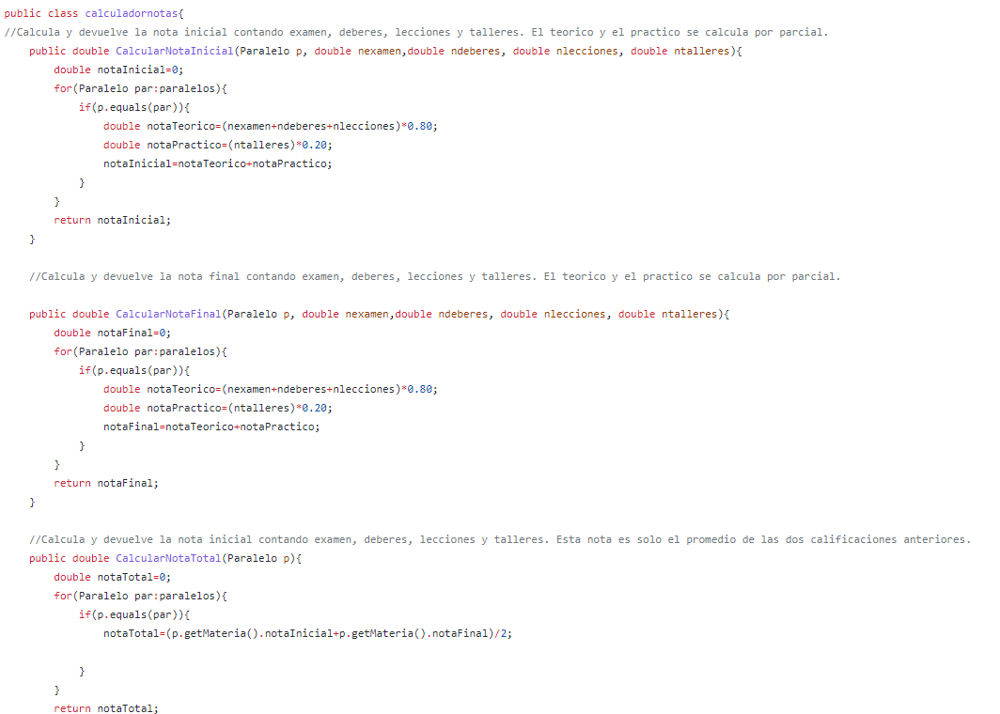 public class calculadornotas{
//Calcula y devuelve la nota inicial contando examen, deberes, lecciones y talleres. El teorico y el practico se calcula por parcial.
    public double CalcularNotaInicial(Paralelo p, double nexamen,double ndeberes, double nlecciones, double ntalleres){
        double notaInicial=0;
        for(Paralelo par:paralelos){
            if(p.equals(par)){
                double notaTeorico=(nexamen+ndeberes+nlecciones)*0.80;
                double notaPractico=(ntalleres)*0.20;
                notaInicial=notaTeorico+notaPractico;
            }
        }
        return notaInicial;
    }

    //Calcula y devuelve la nota final contando examen, deberes, lecciones y talleres. El teorico y el practico se calcula por parcial.

    public double CalcularNotaFinal(Paralelo p, double nexamen,double ndeberes, double nlecciones, double ntalleres){
        double notaFinal=0;
        for(Paralelo par:paralelos){
            if(p.equals(par)){
                double notaTeorico=(nexamen+ndeberes+nlecciones)*0.80;
                double notaPractico=(ntalleres)*0.20;
                notaFinal=notaTeorico+notaPractico;
            }
        }
        return notaFinal;
    }

    //Calcula y devuelve la nota inicial contando examen, deberes, lecciones y talleres. Esta nota es solo el promedio de las dos calificaciones anteriores.
    public double CalcularNotaTotal(Paralelo p){
        double notaTotal=0;
        for(Paralelo par:paralelos){
            if(p.equals(par)){
                notaTotal=(p.getMateria().notaInicial+p.getMateria().notaFinal)/2;

            }
        }
        return notaTotal;